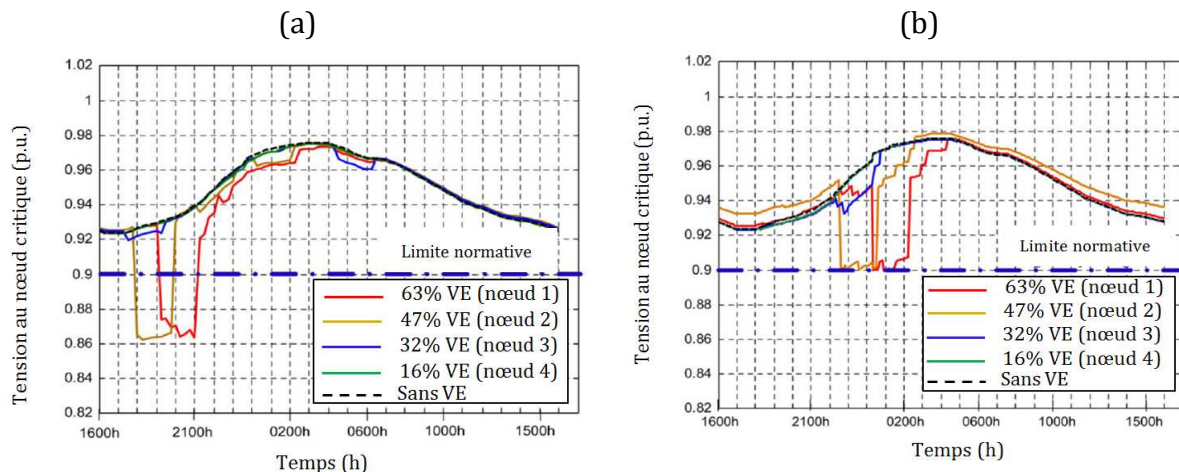 (a)
Tension au nœud critique (p.u.)
1.02
1
0.98
0.96
0.94
0.92
0.9
0.88
0.86
0.84
0.82
Limite normative
63% VE (nœud 1)
47% VE (nœud 2)
32% VE (nœud 3)
16% VE (nœud 4)
Sans VE
1600h 2100h 0200h 0600h 1000h 1500h
Temps (h)
(b)
Tension au nœud critique (p.u.)
1.02
1
0.98
0.96
0.94
0.92
0.9
0.88
0.86
0.84
0.82
Limite normative
63% VE (nœud 1)
47% VE (nœud 2)
32% VE (nœud 3)
16% VE (nœud 4)
Sans VE
1600h 2100h 0200h 0600h 1000h 1500h
Temps (h)